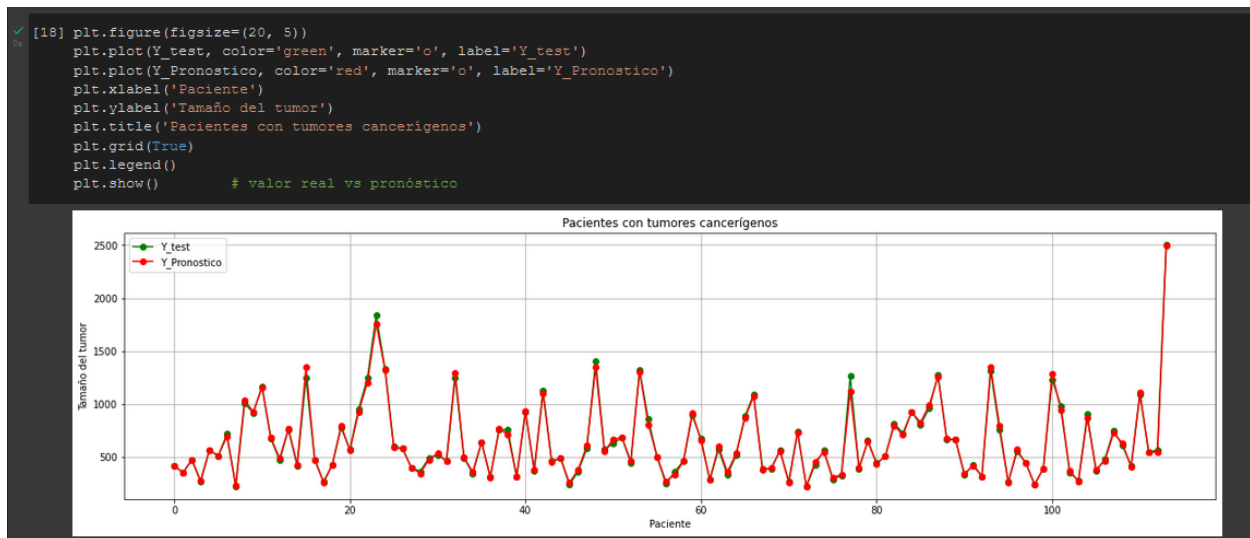 [18] plt.figure(figsize=(20, 5))
plt.plot(Y_test, color='green', marker='o', label='Y_test')
plt.plot(Y_Pronostico, color='red', marker='o', label='Y_Pronostico')
plt.xlabel('Paciente')
plt.ylabel('Tamaño del tumor')
plt.title('Pacientes con tumores cancerígenos')
plt.grid(True)
plt.legend()
plt.show() # valor real vs pronóstico
0s
Pacientes con tumores cancerígenos
Y_test
Y_Pronostico
2500
2000
1500
1000
500
Tamaño del tumor
0 20 40 60 80 100
Paciente